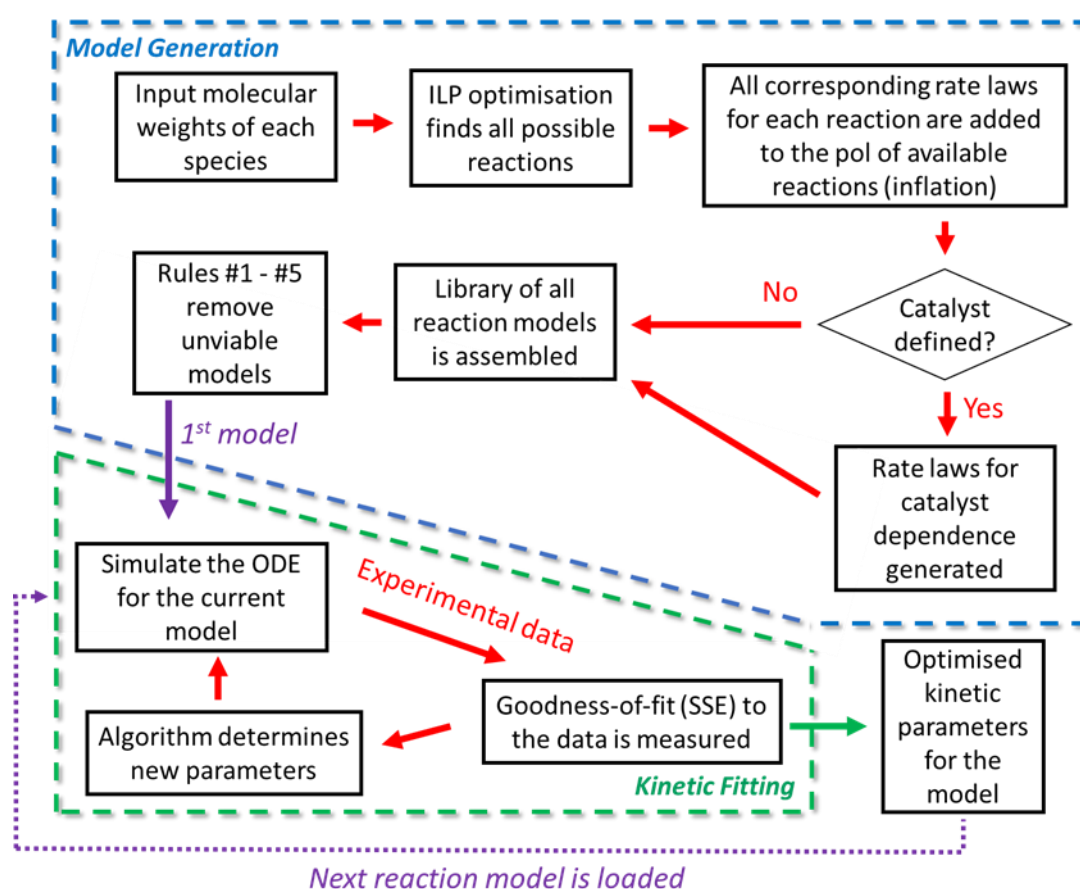 Model Generation
Input molecular
weights of each
species
ILP optimisation
finds all possible
reactions
All corresponding rate laws
for each reaction are added
to the pol of available
reactions (inflation)
Catalyst
defined?
No
Yes
Rate laws for
catalyst
dependence
generated
Library of all
reaction models
is assembled
Rules #1 - #5
remove
unviable
models
1st model
Simulate the ODE
for the current
model
Experimental data
Goodness-of-fit (SSE) to
the data is measured
Algorithm determines
new parameters
Kinetic Fitting
Optimised
kinetic
parameters
for the
model
Next reaction model is loaded